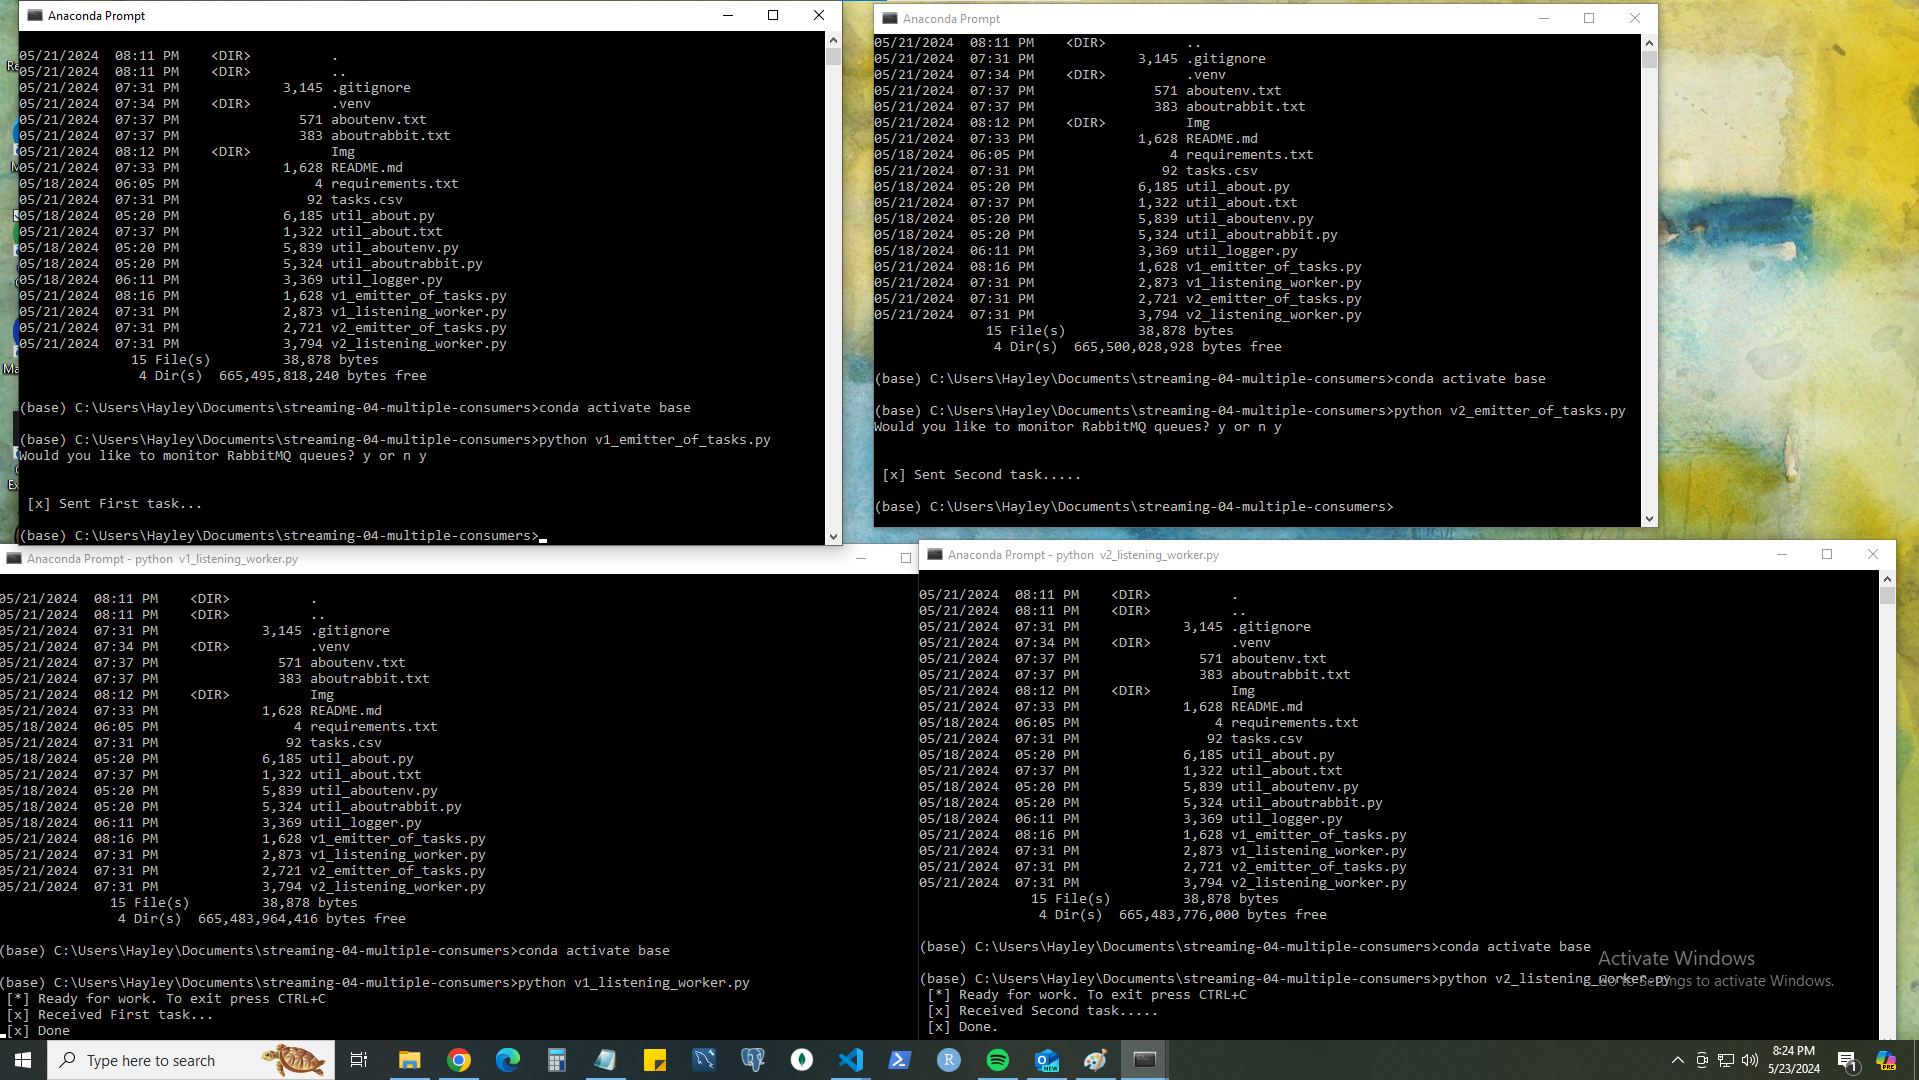 Anaconda Prompt
05/21/2024  08:11 PM    <DIR>          .
05/21/2024  08:11 PM    <DIR>          ..
05/21/2024  07:31 PM             3,145 .gitignore
05/21/2024  07:34 PM    <DIR>          .venv
05/21/2024  07:37 PM               571 aboutenv.txt
05/21/2024  07:37 PM               383 aboutrabbit.txt
05/21/2024  08:12 PM    <DIR>          Img
05/21/2024  07:33 PM             1,628 README.md
05/18/2024  06:05 PM                 4 requirements.txt
05/21/2024  07:31 PM                92 tasks.csv
05/18/2024  05:20 PM             6,185 util_about.py
05/21/2024  07:37 PM             1,322 util_about.txt
05/18/2024  05:20 PM             5,839 util_aboutenv.py
05/18/2024  05:20 PM             5,324 util_aboutrabbit.py
05/18/2024  06:11 PM             3,369 util_logger.py
05/21/2024  08:16 PM             1,628 v1_emitter_of_tasks.py
05/21/2024  07:31 PM             2,873 v1_listening_worker.py
05/21/2024  07:31 PM             2,721 v2_emitter_of_tasks.py
05/21/2024  07:31 PM             3,794 v2_listening_worker.py
15 File(s)         38,878 bytes
4 Dir(s)  665,495,818,240 bytes free
(base) C:\Users\Hayley\Documents\streaming-04-multiple-consumers>conda activate base
(base) C:\Users\Hayley\Documents\streaming-04-multiple-consumers>python v1_emitter_of_tasks.py
Would you like to monitor RabbitMQ queues? y or n y
[x] Sent First task...
(base) C:\Users\Hayley\Documents\streaming-04-multiple-consumers>
Anaconda Prompt
05/21/2024  08:11 PM    <DIR>          ..
05/21/2024  07:31 PM             3,145 .gitignore
05/21/2024  07:34 PM    <DIR>          .venv
05/21/2024  07:37 PM               571 aboutenv.txt
05/21/2024  07:37 PM               383 aboutrabbit.txt
05/21/2024  08:12 PM    <DIR>          Img
05/21/2024  07:33 PM             1,628 README.md
05/18/2024  06:05 PM                 4 requirements.txt
05/21/2024  07:31 PM                92 tasks.csv
05/18/2024  05:20 PM             6,185 util_about.py
05/21/2024  07:37 PM             1,322 util_about.txt
05/18/2024  05:20 PM             5,839 util_aboutenv.py
05/18/2024  05:20 PM             5,324 util_aboutrabbit.py
05/18/2024  06:11 PM             3,369 util_logger.py
05/21/2024  08:16 PM             1,628 v1_emitter_of_tasks.py
05/21/2024  07:31 PM             2,873 v1_listening_worker.py
05/21/2024  07:31 PM             2,721 v2_emitter_of_tasks.py
05/21/2024  07:31 PM             3,794 v2_listening_worker.py
15 File(s)         38,878 bytes
4 Dir(s)  665,500,028,928 bytes free
(base) C:\Users\Hayley\Documents\streaming-04-multiple-consumers>conda activate base
(base) C:\Users\Hayley\Documents\streaming-04-multiple-consumers>python v2_emitter_of_tasks.py
Would you like to monitor RabbitMQ queues? y or n y
[x] Sent Second task.....
(base) C:\Users\Hayley\Documents\streaming-04-multiple-consumers>
Anaconda Prompt - python  v1_listening_worker.py
05/21/2024  08:11 PM    <DIR>          .
05/21/2024  08:11 PM    <DIR>          ..
05/21/2024  07:31 PM             3,145 .gitignore
05/21/2024  07:34 PM    <DIR>          .venv
05/21/2024  07:37 PM               571 aboutenv.txt
05/21/2024  07:37 PM               383 aboutrabbit.txt
05/21/2024  08:12 PM    <DIR>          Img
05/21/2024  07:33 PM             1,628 README.md
05/18/2024  06:05 PM                 4 requirements.txt
05/21/2024  07:31 PM                92 tasks.csv
05/18/2024  05:20 PM             6,185 util_about.py
05/21/2024  07:37 PM             1,322 util_about.txt
05/18/2024  05:20 PM             5,839 util_aboutenv.py
05/18/2024  05:20 PM             5,324 util_aboutrabbit.py
05/18/2024  06:11 PM             3,369 util_logger.py
05/21/2024  08:16 PM             1,628 v1_emitter_of_tasks.py
05/21/2024  07:31 PM             2,873 v1_listening_worker.py
05/21/2024  07:31 PM             2,721 v2_emitter_of_tasks.py
05/21/2024  07:31 PM             3,794 v2_listening_worker.py
15 File(s)         38,878 bytes
4 Dir(s)  665,483,964,416 bytes free
(base) C:\Users\Hayley\Documents\streaming-04-multiple-consumers>conda activate base
(base) C:\Users\Hayley\Documents\streaming-04-multiple-consumers>python v1_listening_worker.py
[*] Ready for work. To exit press CTRL+C
[x] Received First task...
[x] Done
Anaconda Prompt - python  v2_listening_worker.py
05/21/2024  08:11 PM    <DIR>          .
05/21/2024  08:11 PM    <DIR>          ..
05/21/2024  07:31 PM             3,145 .gitignore
05/21/2024  07:34 PM    <DIR>          .venv
05/21/2024  07:37 PM               571 aboutenv.txt
05/21/2024  07:37 PM               383 aboutrabbit.txt
05/21/2024  08:12 PM    <DIR>          Img
05/21/2024  07:33 PM             1,628 README.md
05/18/2024  06:05 PM                 4 requirements.txt
05/21/2024  07:31 PM                92 tasks.csv
05/18/2024  05:20 PM             6,185 util_about.py
05/21/2024  07:37 PM             1,322 util_about.txt
05/18/2024  05:20 PM             5,839 util_aboutenv.py
05/18/2024  05:20 PM             5,324 util_aboutrabbit.py
05/18/2024  06:11 PM             3,369 util_logger.py
05/21/2024  08:16 PM             1,628 v1_emitter_of_tasks.py
05/21/2024  07:31 PM             2,873 v1_listening_worker.py
05/21/2024  07:31 PM             2,721 v2_emitter_of_tasks.py
05/21/2024  07:31 PM             3,794 v2_listening_worker.py
15 File(s)         38,878 bytes
4 Dir(s)  665,483,776,000 bytes free
(base) C:\Users\Hayley\Documents\streaming-04-multiple-consumers>conda activate base
(base) C:\Users\Hayley\Documents\streaming-04-multiple-consumers>python v2_listening_worker.py
[*] Ready for work. To exit press CTRL+C
[x] Received Second task.....
[x] Done.
Activate Windows
Go to Settings to activate Windows.
Type here to search
8:24 PM
5/23/2024